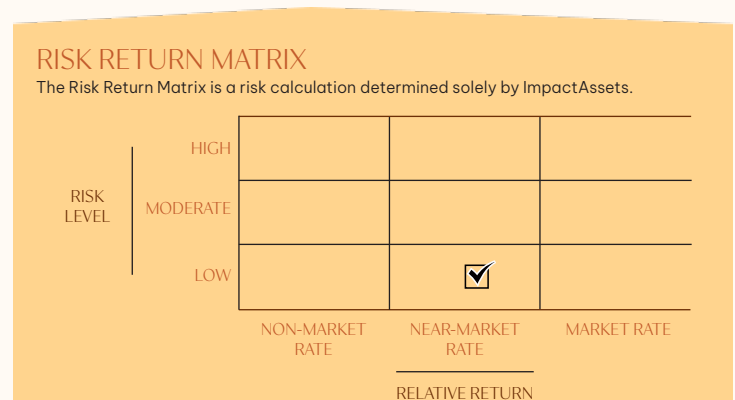 RISK RETURN MATRIX
The Risk Return Matrix is a risk calculation determined solely by ImpactAssets.
HIGH
RISK
LEVEL
MODERATE
LOW
NON-MARKET
RATE
NEAR-MARKET
RATE
MARKET RATE
RELATIVE RETURN